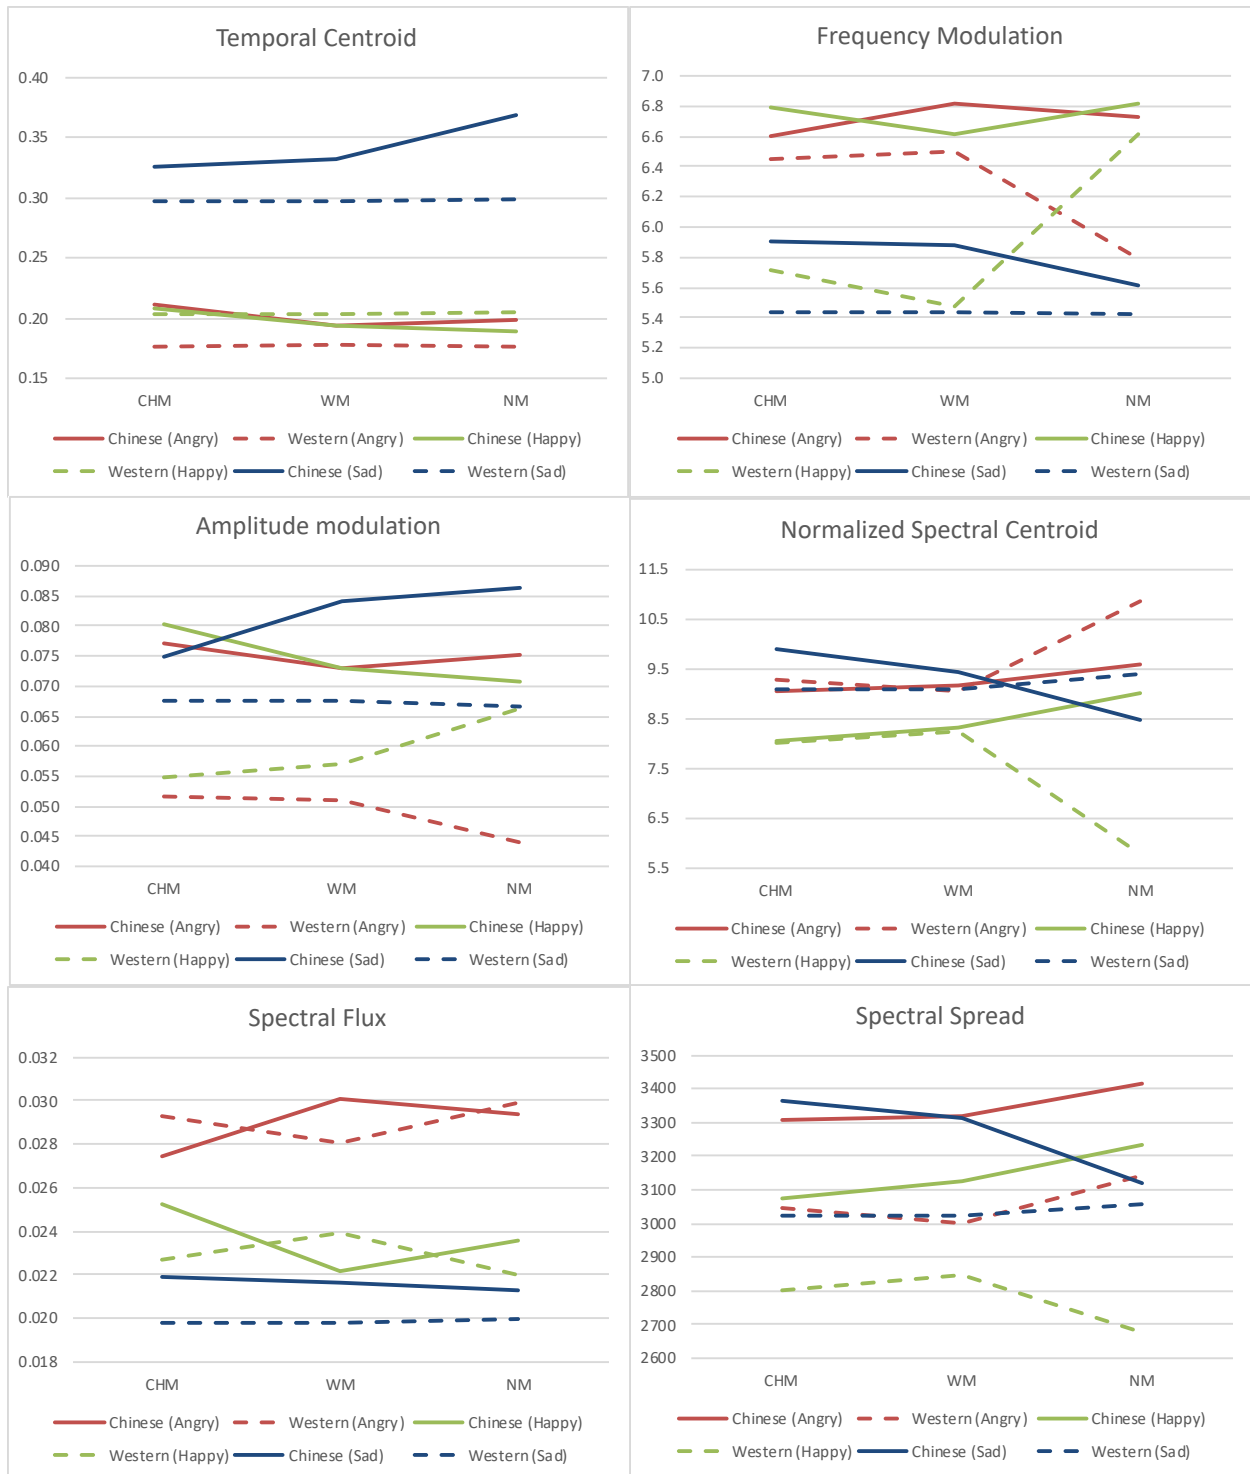 Temporal Centroid
0.40
0.35
0.30
0.25
0.20
0.15
CHM WM NM
Chinese (Angry) Western (Angry) Chinese (Happy)
Western (Happy) Chinese (Sad) Western (Sad)
Frequency Modulation
7.0
6.8
6.6
6.4
6.2
6.0
5.8
5.6
5.4
5.2
5.0
CHM WM NM
Chinese (Angry) Western (Angry) Chinese (Happy)
Western (Happy) Chinese (Sad) Western (Sad)
Amplitude modulation
0.090
0.085
0.080
0.075
0.070
0.065
0.060
0.055
0.050
0.045
0.040
CHM WM NM
Chinese (Angry) Western (Angry) Chinese (Happy)
Western (Happy) Chinese (Sad) Western (Sad)
Normalized Spectral Centroid
11.5
10.5
9.5
8.5
7.5
6.5
5.5
CHM WM NM
Chinese (Angry) Western (Angry) Chinese (Happy)
Western (Happy) Chinese (Sad) Western (Sad)
Spectral Flux
0.032
0.030
0.028
0.026
0.024
0.022
0.020
0.018
CHM WM NM
Chinese (Angry) Western (Angry) Chinese (Happy)
Western (Happy) Chinese (Sad) Western (Sad)
Spectral Spread
3500
3400
3300
3200
3100
3000
2900
2800
2700
2600
CHM WM NM
Chinese (Angry) Western (Angry) Chinese (Happy)
Western (Happy) Chinese (Sad) Western (Sad)